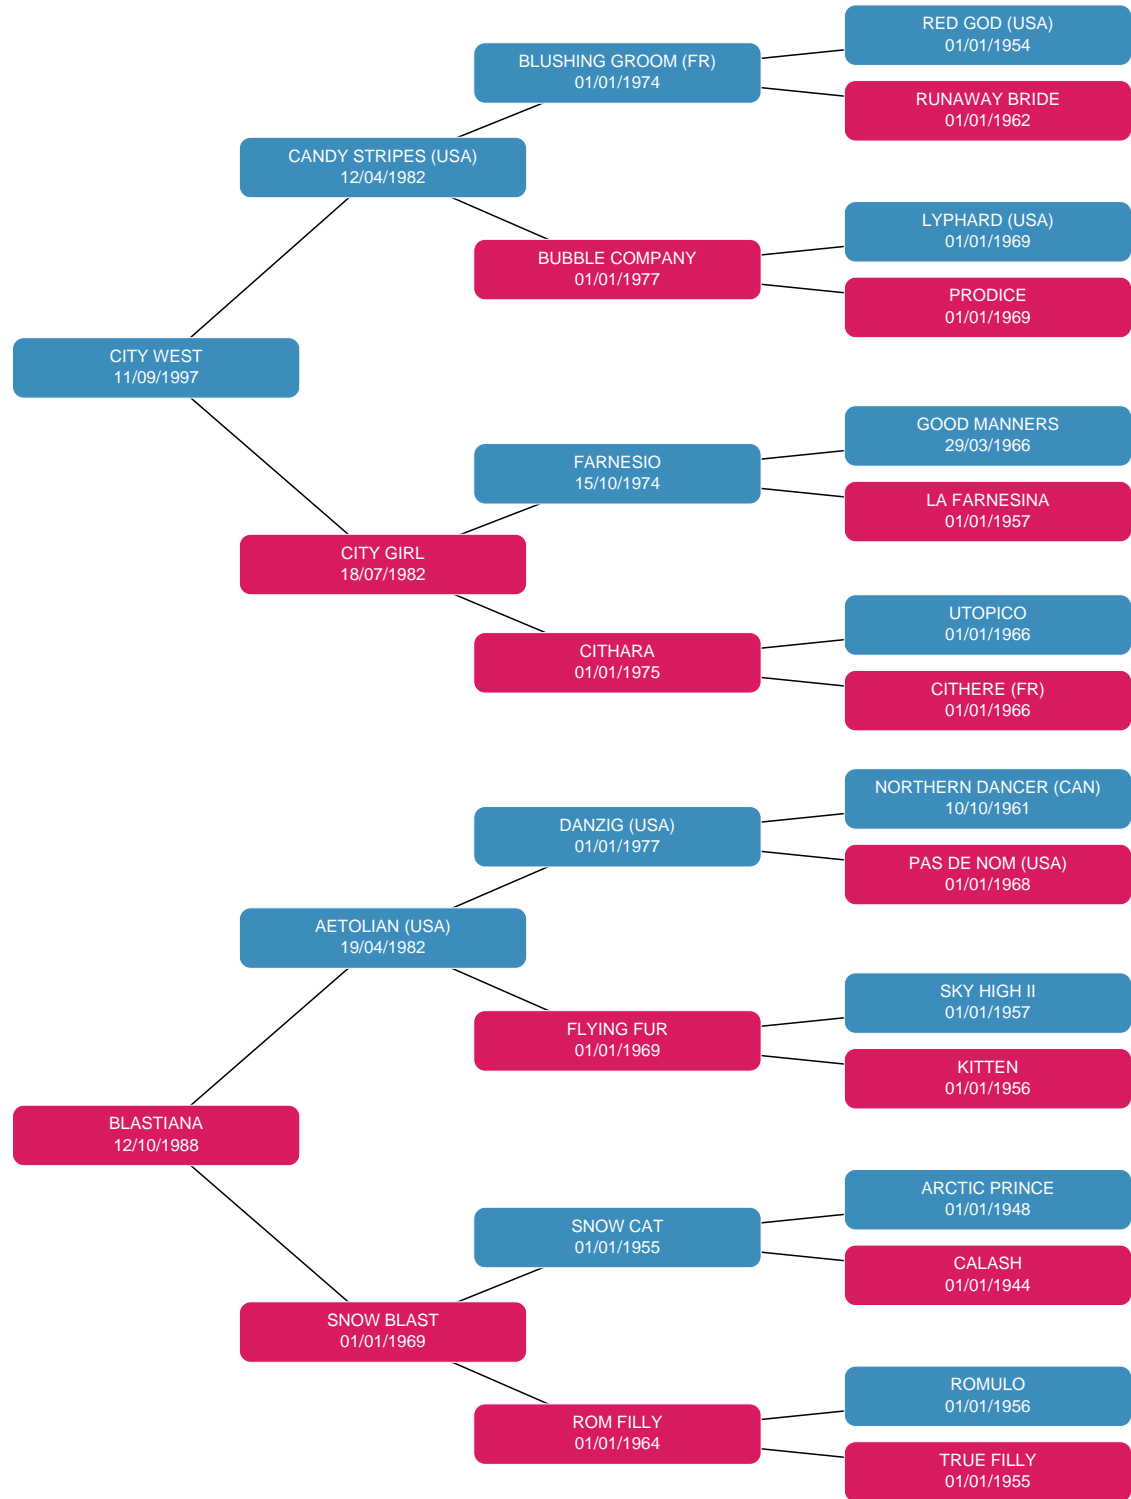 RED GOD (USA)
01/01/1954
BLUSHING GROOM (FR)
01/01/1974
RUNAWAY BRIDE
01/01/1962
CANDY STRIPES (USA)
12/04/1982
LYPHARD (USA)
01/01/1969
BUBBLE COMPANY
01/01/1977
PRODICE
01/01/1969
CITY WEST
11/09/1997
GOOD MANNERS
29/03/1966
FARNESIO
15/10/1974
LA FARNESINA
01/01/1957
CITY GIRL
18/07/1982
UTOPICO
01/01/1966
CITHARA
01/01/1975
CITHERE (FR)
01/01/1966
NORTHERN DANCER (CAN)
10/10/1961
DANZIG (USA)
01/01/1977
PAS DE NOM (USA)
01/01/1968
AETOLIAN (USA)
19/04/1982
SKY HIGH II
01/01/1957
FLYING FUR
01/01/1969
KITTEN
01/01/1956
BLASTIANA
12/10/1988
ARCTIC PRINCE
01/01/1948
SNOW CAT
01/01/1955
CALASH
01/01/1944
SNOW BLAST
01/01/1969
ROMULO
01/01/1956
ROM FILLY
01/01/1964
TRUE FILLY
01/01/1955